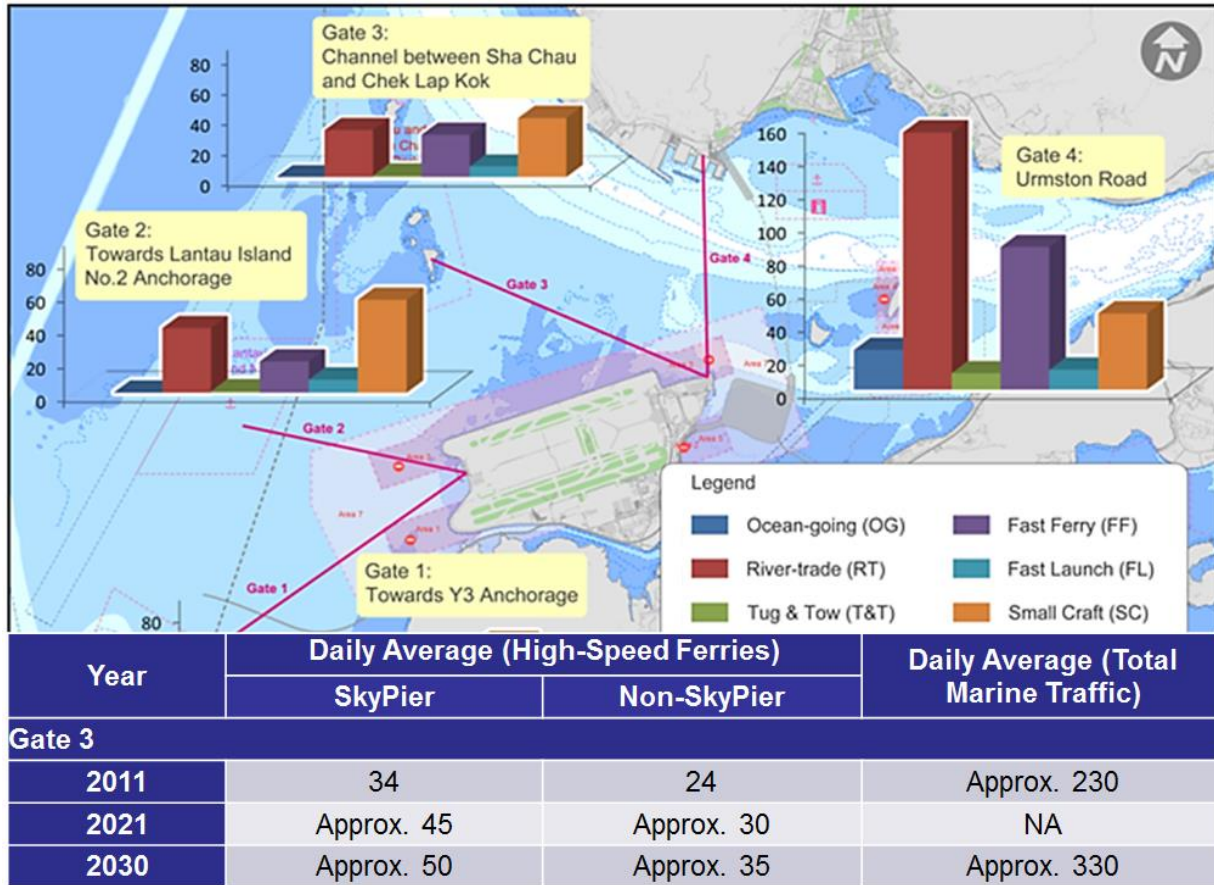 Gate 3:
Channel between Sha Chau
and Chek Lap Kok
80
60
40
20
0
Gate 2:
Towards Lantau Island
No.2 Anchorage
80
60
40
20
0
Gate 4:
Urmston Road
160
140
120
100
80
60
40
20
0
N
Gate 3
Gate 4
Gate 2
Gate 1
Area 7
Area 1
Gate 1:
Towards Y3 Anchorage
80
Legend
Ocean-going (OG)
Fast Ferry (FF)
River-trade (RT)
Fast Launch (FL)
Tug & Tow (T&T)
Small Craft (SC)
Year
Daily Average (High-Speed Ferries)
Daily Average (Total
Marine Traffic)
SkyPier
Non-SkyPier
Gate 3
2011 34 24 Approx. 230
2021 Approx. 45 Approx. 30 NA
2030 Approx. 50 Approx. 35 Approx. 330